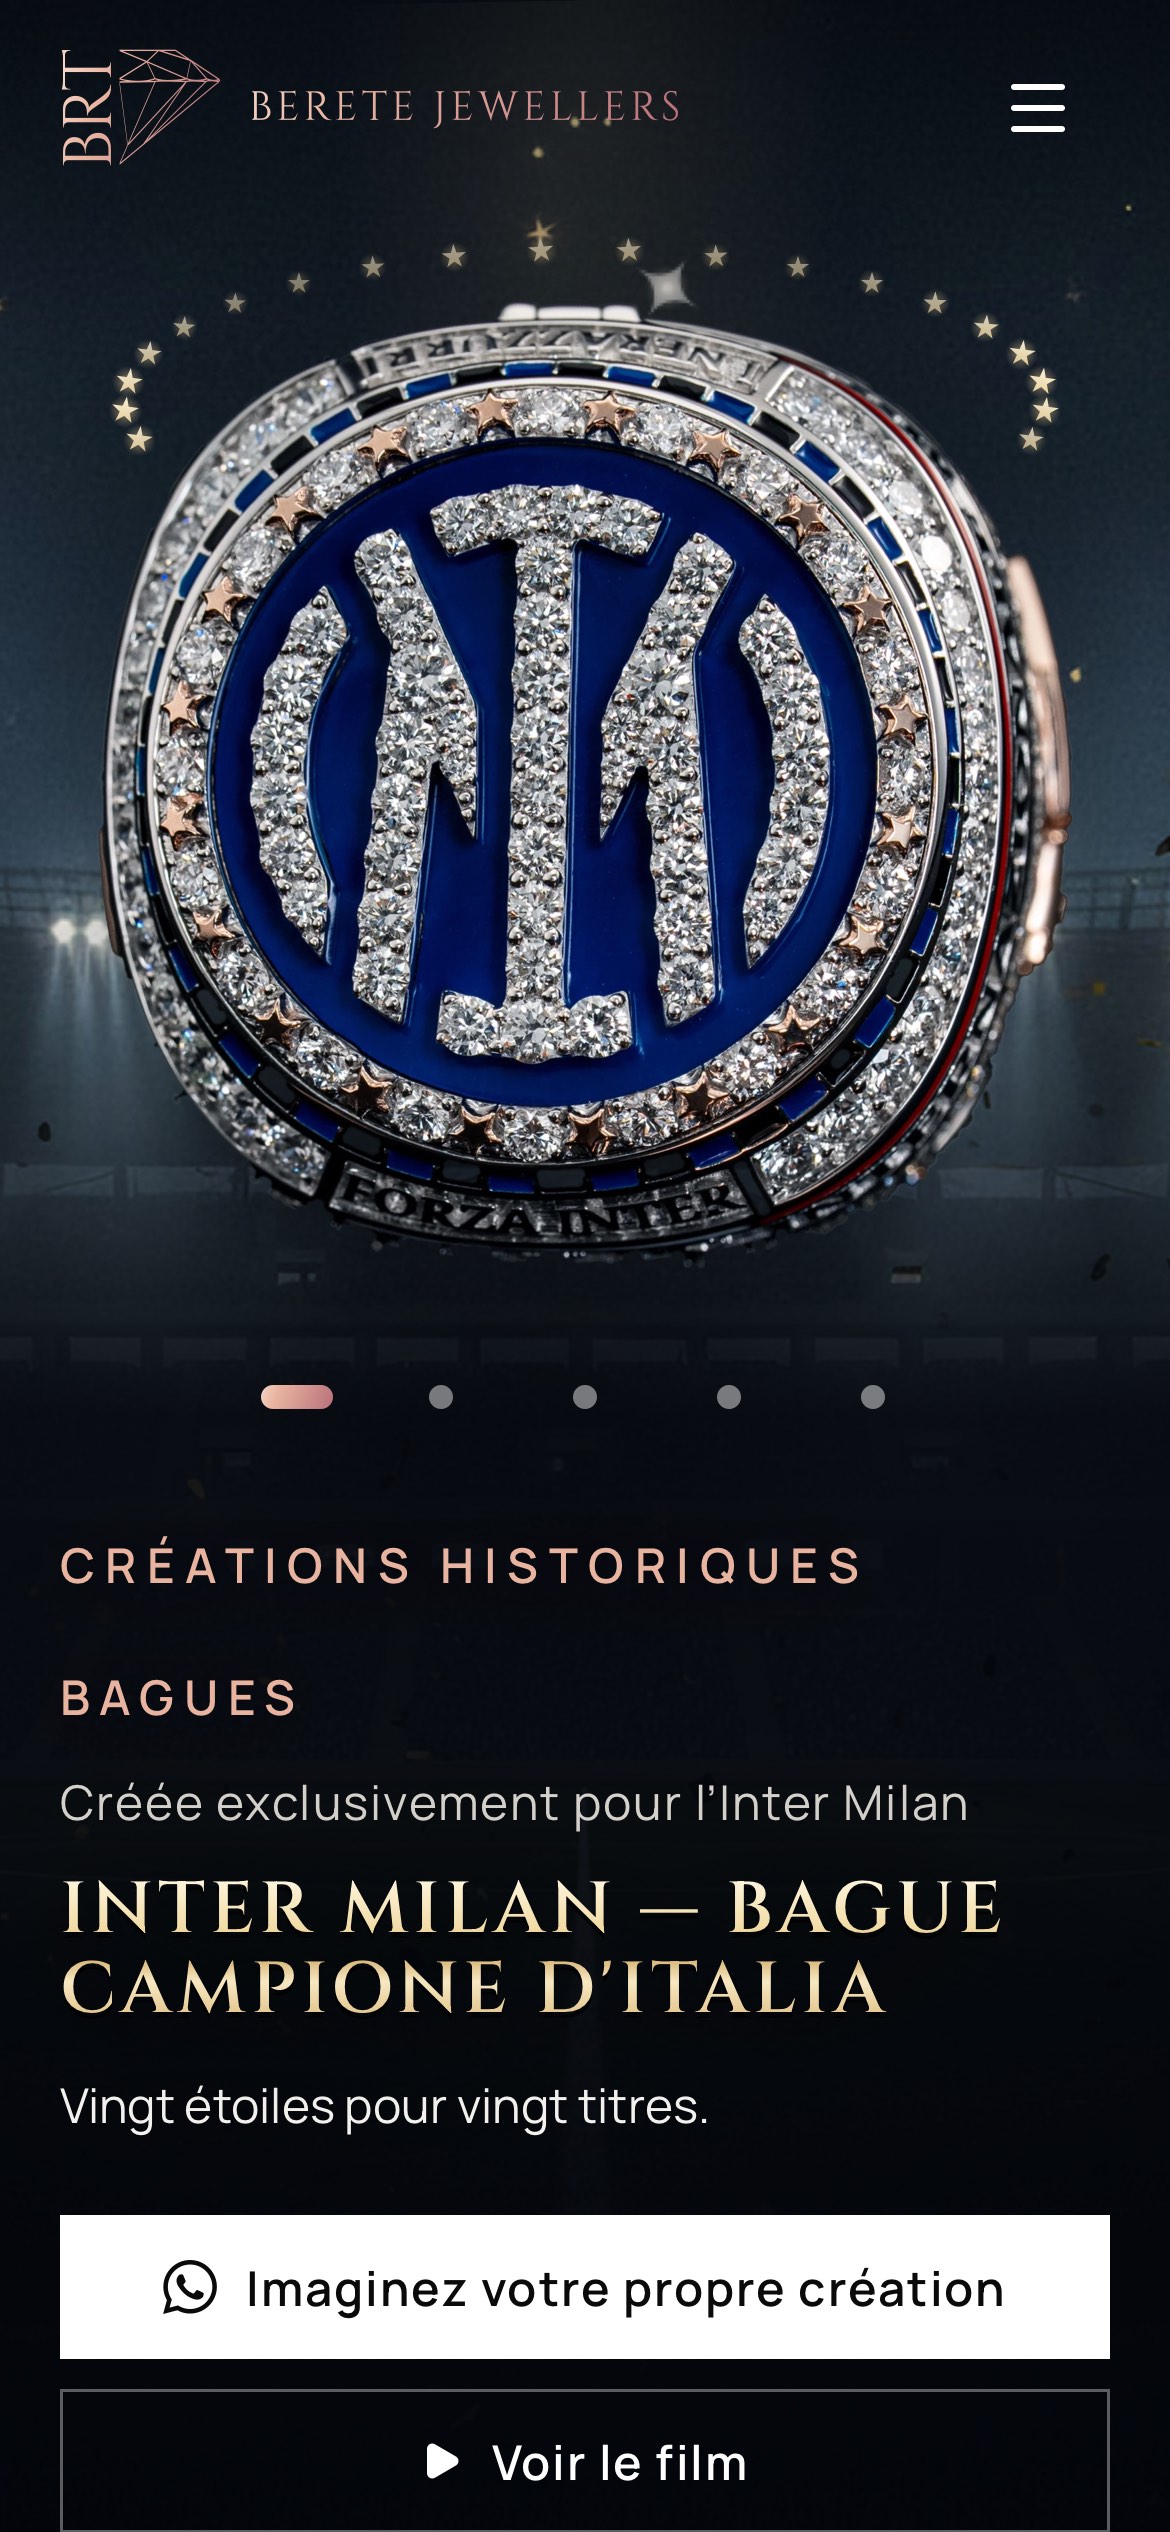 BRT
BERETE JEWELLERS
INERAZZURRI
FORZA INTER
CRÉATIONS HISTORIQUES
BAGUES
Créée exclusivement pour l’Inter Milan
INTER MILAN — BAGUE
CAMPIONE D'ITALIA
Vingt étoiles pour vingt titres.
Imaginez votre propre création
Voir le film